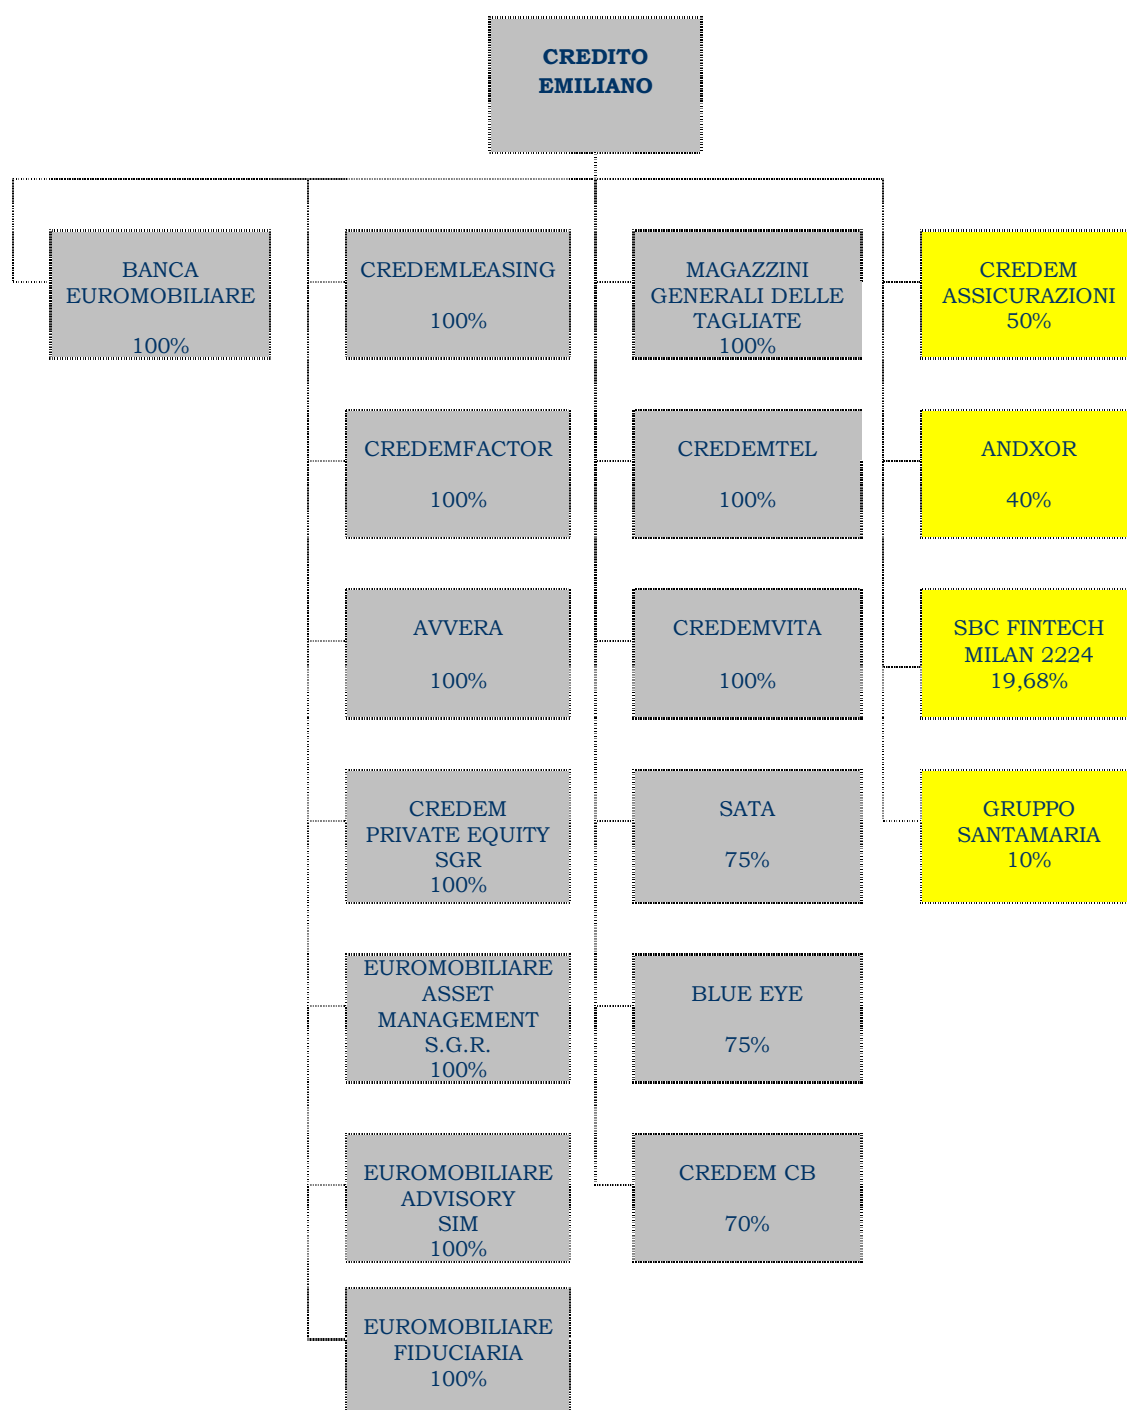 CREDITO
EMILIANO
BANCA
EUROMOBILIARE
100%
CREDEMLEASING
100%
MAGAZZINI
GENERALI DELLE
TAGLIATE
100%
CREDEM
ASSICURAZIONI
50%
CREDEMFACTOR
100%
CREDEMTEL
100%
ANDXOR
40%
AVVERA
100%
CREDEMVITA
100%
SBC FINTECH
MILAN 2224
19,68%
CREDEM
PRIVATE EQUITY
SGR
100%
SATA
75%
GRUPPO
SANTAMARIA
10%
EUROMOBILIARE
ASSET
MANAGEMENT
S.G.R.
100%
BLUE EYE
75%
EUROMOBILIARE
ADVISORY
SIM
100%
CREDEM CB
70%
EUROMOBILIARE
FIDUCIARIA
100%